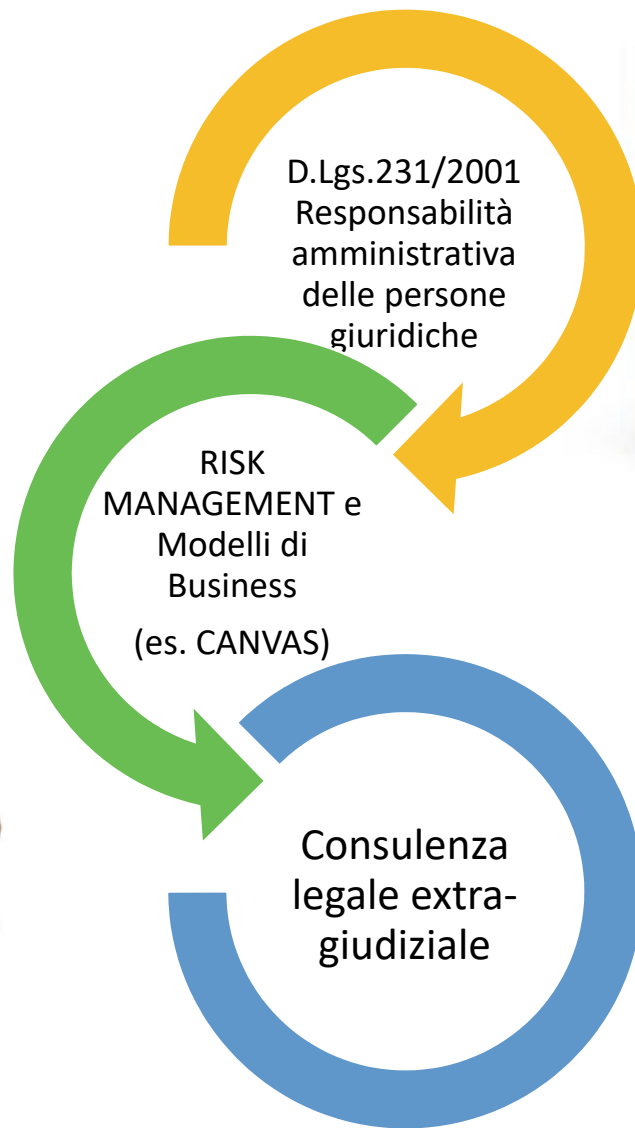 D.Lgs.231/2001
Responsabilità
amministrativa
delle persone
giuridiche
RISK
MANAGEMENT e
Modelli di
Business
(es. CANVAS)
Consulenza
legale extra-
giudiziale